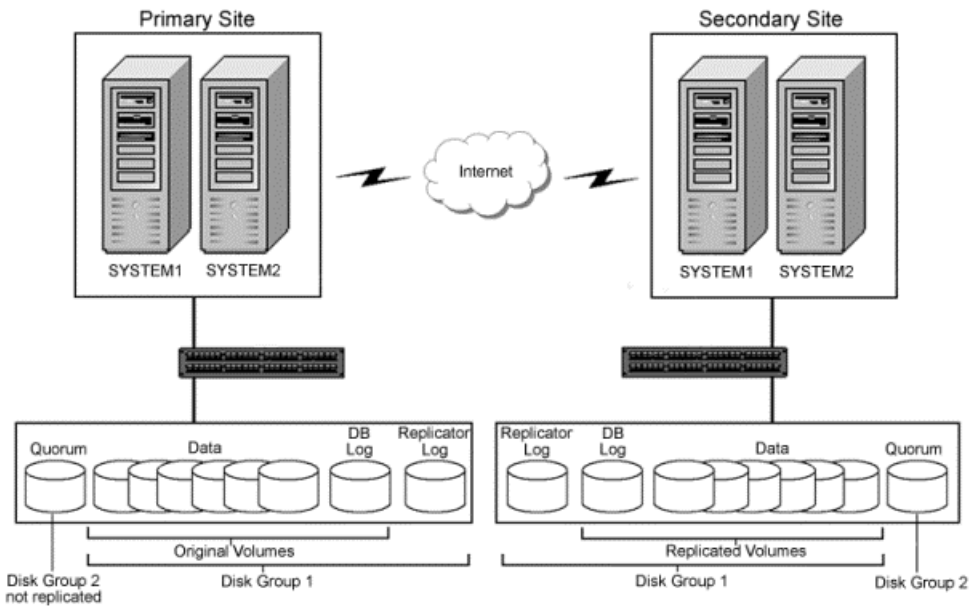 Primary Site
Secondary Site
Internet
SYSTEM1 SYSTEM2
SYSTEM1 SYSTEM2
Quorum
Data
DB
Log
Replicator
Log
Replicator
Log
DB
Log
Data
Quorum
Original Volumes
Replicated Volumes
Disk Group 2
not replicated
Disk Group 1
Disk Group 1
Disk Group 2